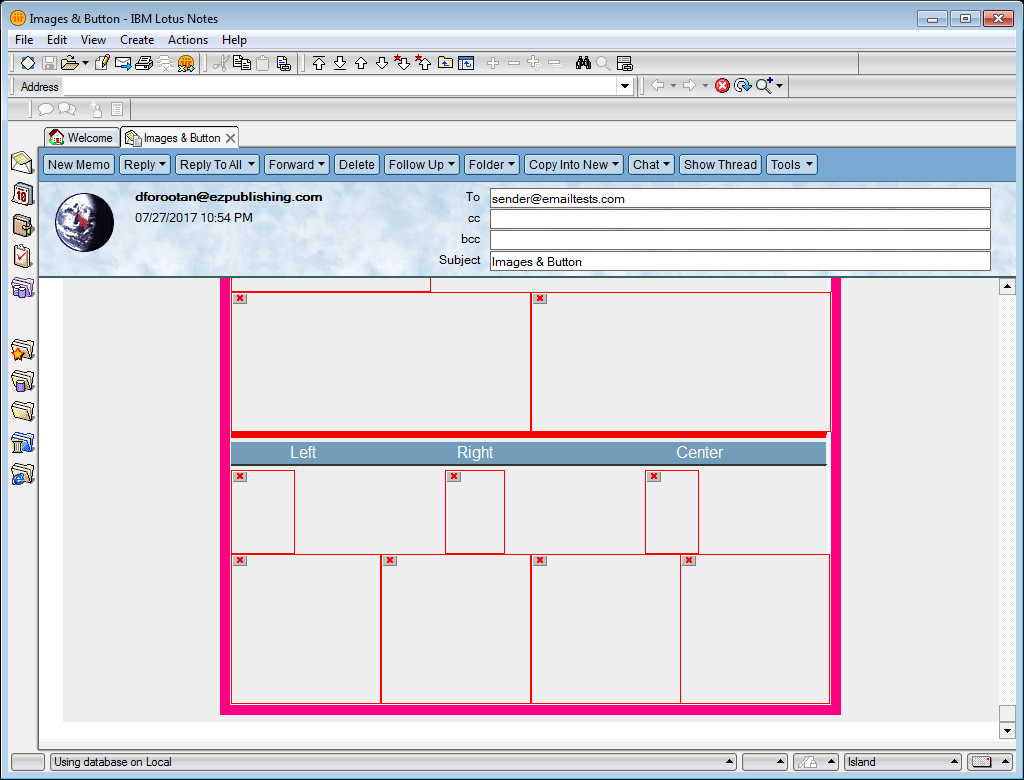 Images & Button - IBM Lotus Notes
File Edit View Create Actions Help
Address
Welcome Images & Button
New Memo Reply Reply To All Forward Delete Follow Up Folder Copy Into New Chat Show Thread Tools
dforootan@ezpublishing.com
07/27/2017 10:54 PM
To sender@emailtests.com
cc
bcc
Subject Images & Button
18
Left Right Center
Using database on Local Island